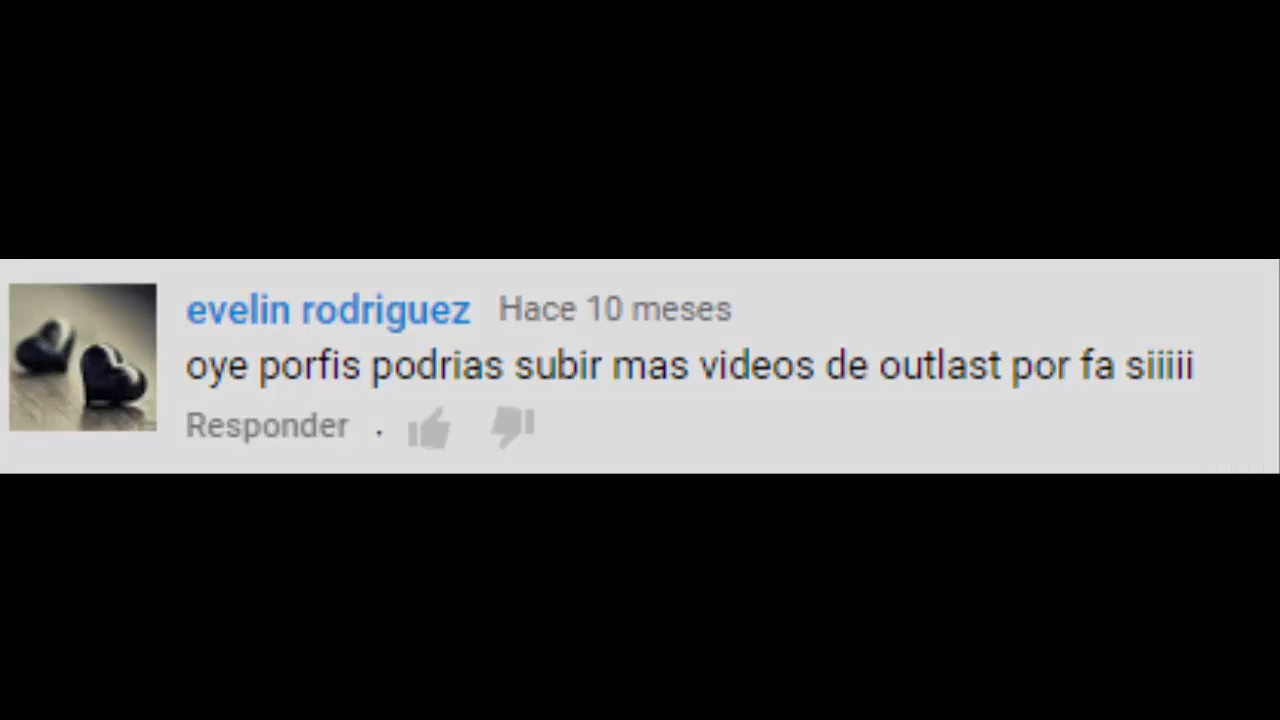 evelin rodriguez Hace 10 meses
oye porfis podrias subir mas videos de outlast por fa siiiii
Responder .